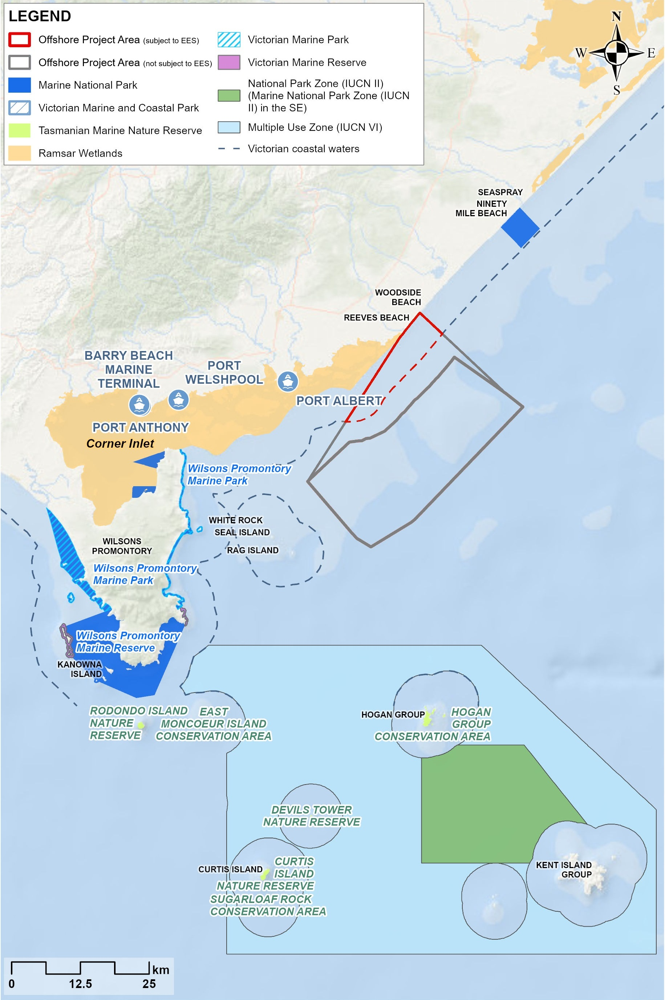 LEGEND
Offshore Project Area (subject to EES)
Offshore Project Area (not subject to EES)
Marine National Park
Victorian Marine and Coastal Park
Tasmanian Marine Nature Reserve
Ramsar Wetlands
Victorian Marine Park
Victorian Marine Reserve
National Park Zone (IUCN II)
(Marine National Park Zone (IUCN
II) in the SE)
Multiple Use Zone (IUCN VI)
Victorian coastal waters
N
W
E
S
SEASPRAY
NINETY
MILE BEACH
WOODSIDE
BEACH
REEVES BEACH
BARRY BEACH
MARINE
TERMINAL
PORT
WELSHPOOL
PORT ALBERT
PORT ANTHONY
Corner Inlet
Wilsons Promontory
Marine Park
WHITE ROCK
SEAL ISLAND
RAG ISLAND
WILSONS
PROMONTORY
Wilsons Promontory
Marine Park
Wilsons Promontory
Marine Reserve
KANOWNA
ISLAND
RODONDO ISLAND
NATURE
RESERVE
EAST
MONCOEUR ISLAND
CONSERVATION AREA
HOGAN GROUP
HOGAN
GROUP
CONSERVATION AREA
DEVILS TOWER
NATURE RESERVE
CURTIS ISLAND
CURTIS
ISLAND
NATURE RESERVE
SUGARLOAF ROCK
CONSERVATION AREA
KENT ISLAND
GROUP
km
0 12.5 25